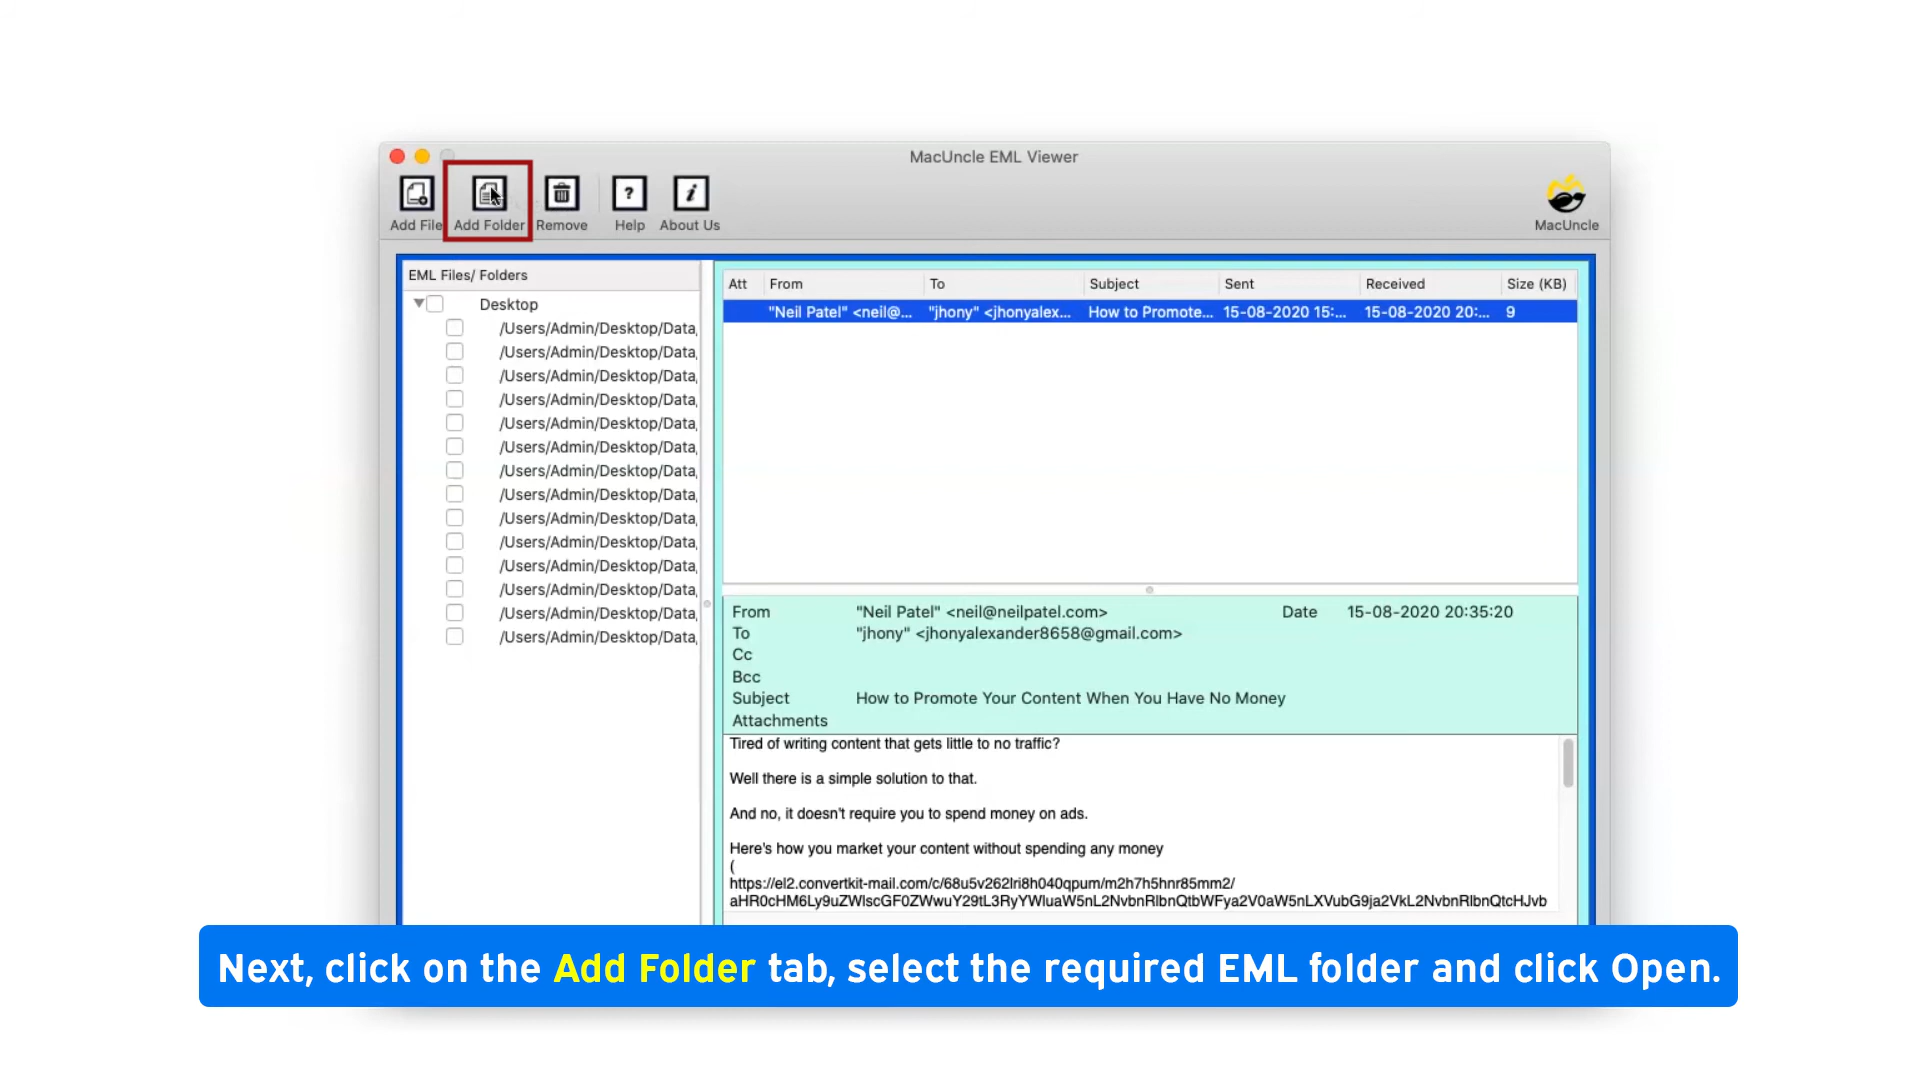 MacUncle EML Viewer
Add File
Add Folder
Remove
?
Help
i
About Us
MacUncle
EML Files/ Folders
Desktop
/Users/Admin/Desktop/Data,
/Users/Admin/Desktop/Data,
/Users/Admin/Desktop/Data,
/Users/Admin/Desktop/Data,
/Users/Admin/Desktop/Data,
/Users/Admin/Desktop/Data,
/Users/Admin/Desktop/Data,
/Users/Admin/Desktop/Data,
/Users/Admin/Desktop/Data,
/Users/Admin/Desktop/Data,
/Users/Admin/Desktop/Data,
/Users/Admin/Desktop/Data,
/Users/Admin/Desktop/Data,
/Users/Admin/Desktop/Data,
Att From To Subject Sent Received Size (KB)
"Neil Patel" <neil@... "jhony" <jhonyalex... How to Promote... 15-08-2020 15:... 15-08-2020 20:... 9
From "Neil Patel" <neil@neilpatel.com> Date 15-08-2020 20:35:20
To "jhony" <jhonyalexander8658@gmail.com>
Cc
Bcc
Subject How to Promote Your Content When You Have No Money
Attachments
Tired of writing content that gets little to no traffic?
Well there is a simple solution to that.
And no, it doesn't require you to spend money on ads.
Here's how you market your content without spending any money
(
https://el2.convertkit-mail.com/c/68u5v262lri8h040qpum/m2h7h5hnr85mm2/
Next, click on the Add Folder tab, select the required EML folder and click Open.